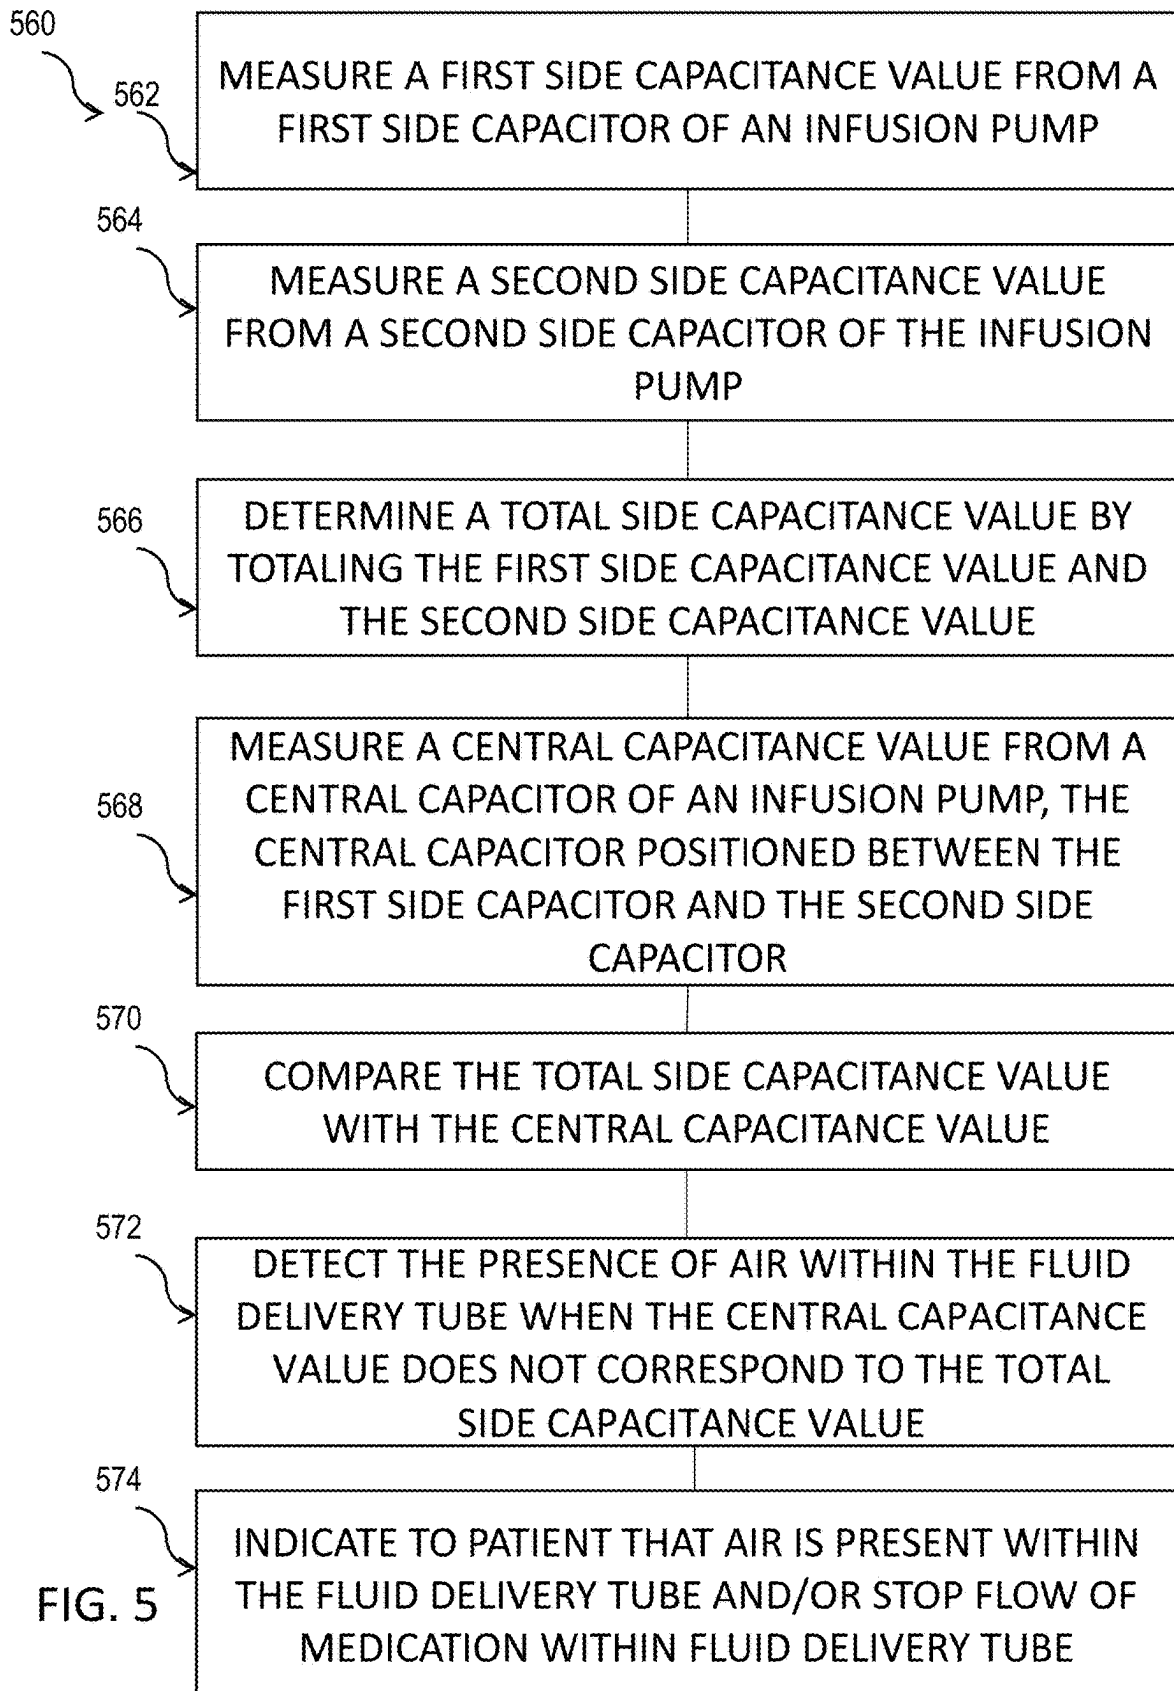 560
562
MEASURE A FIRST SIDE CAPACITANCE VALUE FROM A
FIRST SIDE CAPACITOR OF AN INFUSION PUMP
564
MEASURE A SECOND SIDE CAPACITANCE VALUE
FROM A SECOND SIDE CAPACITOR OF THE INFUSION
PUMP
566
DETERMINE A TOTAL SIDE CAPACITANCE VALUE BY
TOTALING THE FIRST SIDE CAPACITANCE VALUE AND
THE SECOND SIDE CAPACITANCE VALUE
568
MEASURE A CENTRAL CAPACITANCE VALUE FROM A
CENTRAL CAPACITOR OF AN INFUSION PUMP, THE
CENTRAL CAPACITOR POSITIONED BETWEEN THE
FIRST SIDE CAPACITOR AND THE SECOND SIDE
CAPACITOR
570
COMPARE THE TOTAL SIDE CAPACITANCE VALUE
WITH THE CENTRAL CAPACITANCE VALUE
572
DETECT THE PRESENCE OF AIR WITHIN THE FLUID
DELIVERY TUBE WHEN THE CENTRAL CAPACITANCE
VALUE DOES NOT CORRESPOND TO THE TOTAL
SIDE CAPACITANCE VALUE
574
INDICATE TO PATIENT THAT AIR IS PRESENT WITHIN
THE FLUID DELIVERY TUBE AND/OR STOP FLOW OF
MEDICATION WITHIN FLUID DELIVERY TUBE
FIG. 5